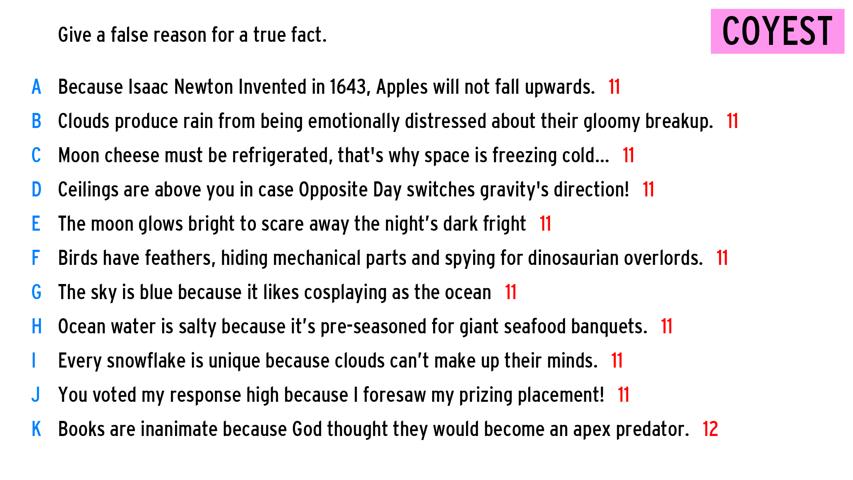 Give a false reason for a true fact.
COYEST
A Because Isaac Newton Invented in 1643, Apples will not fall upwards. 11
B Clouds produce rain from being emotionally distressed about their gloomy breakup. 11
C Moon cheese must be refrigerated, that's why space is freezing cold... 11
D Ceilings are above you in case Opposite Day switches gravity's direction! 11
E The moon glows bright to scare away the night’s dark fright 11
F Birds have feathers, hiding mechanical parts and spying for dinosaurian overlords. 11
G The sky is blue because it likes cosplaying as the ocean 11
H Ocean water is salty because it’s pre-seasoned for giant seafood banquets. 11
I Every snowflake is unique because clouds can’t make up their minds. 11
J You voted my response high because I foresaw my prizing placement! 11
K Books are inanimate because God thought they would become an apex predator. 12